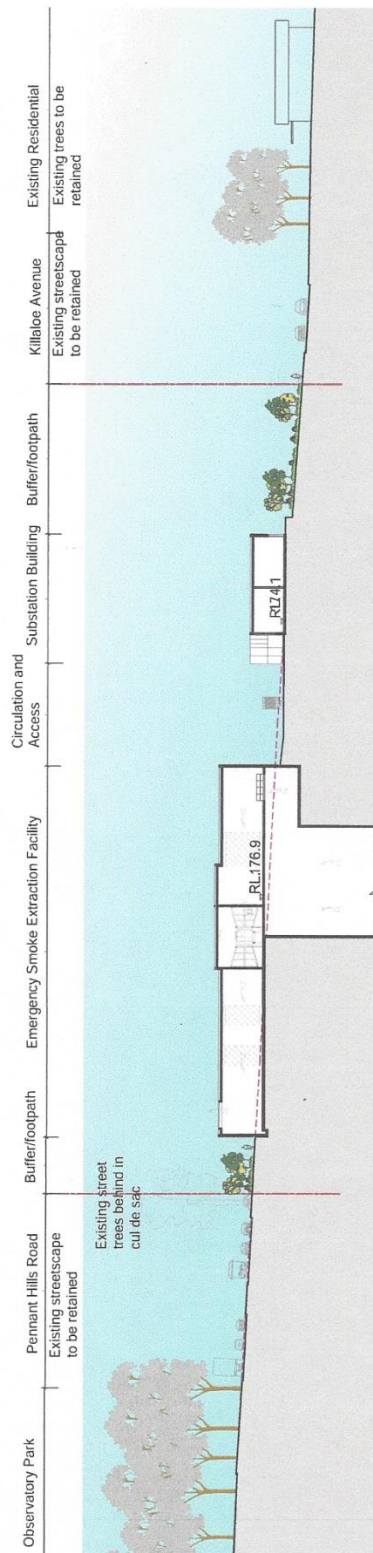 Observatory Park
Pennant Hills Road
Existing streetscape
to be retained
Buffer/footpath
Existing street
trees behind in
cul de sac
Emergency Smoke Extraction Facility
RL.176.9
Circulation and
Access
Substation Building
RL174.1
Buffer/footpath
Killaloe Avenue
Existing streetscape
to be retained
Existing Residential
Existing trees to be
retained